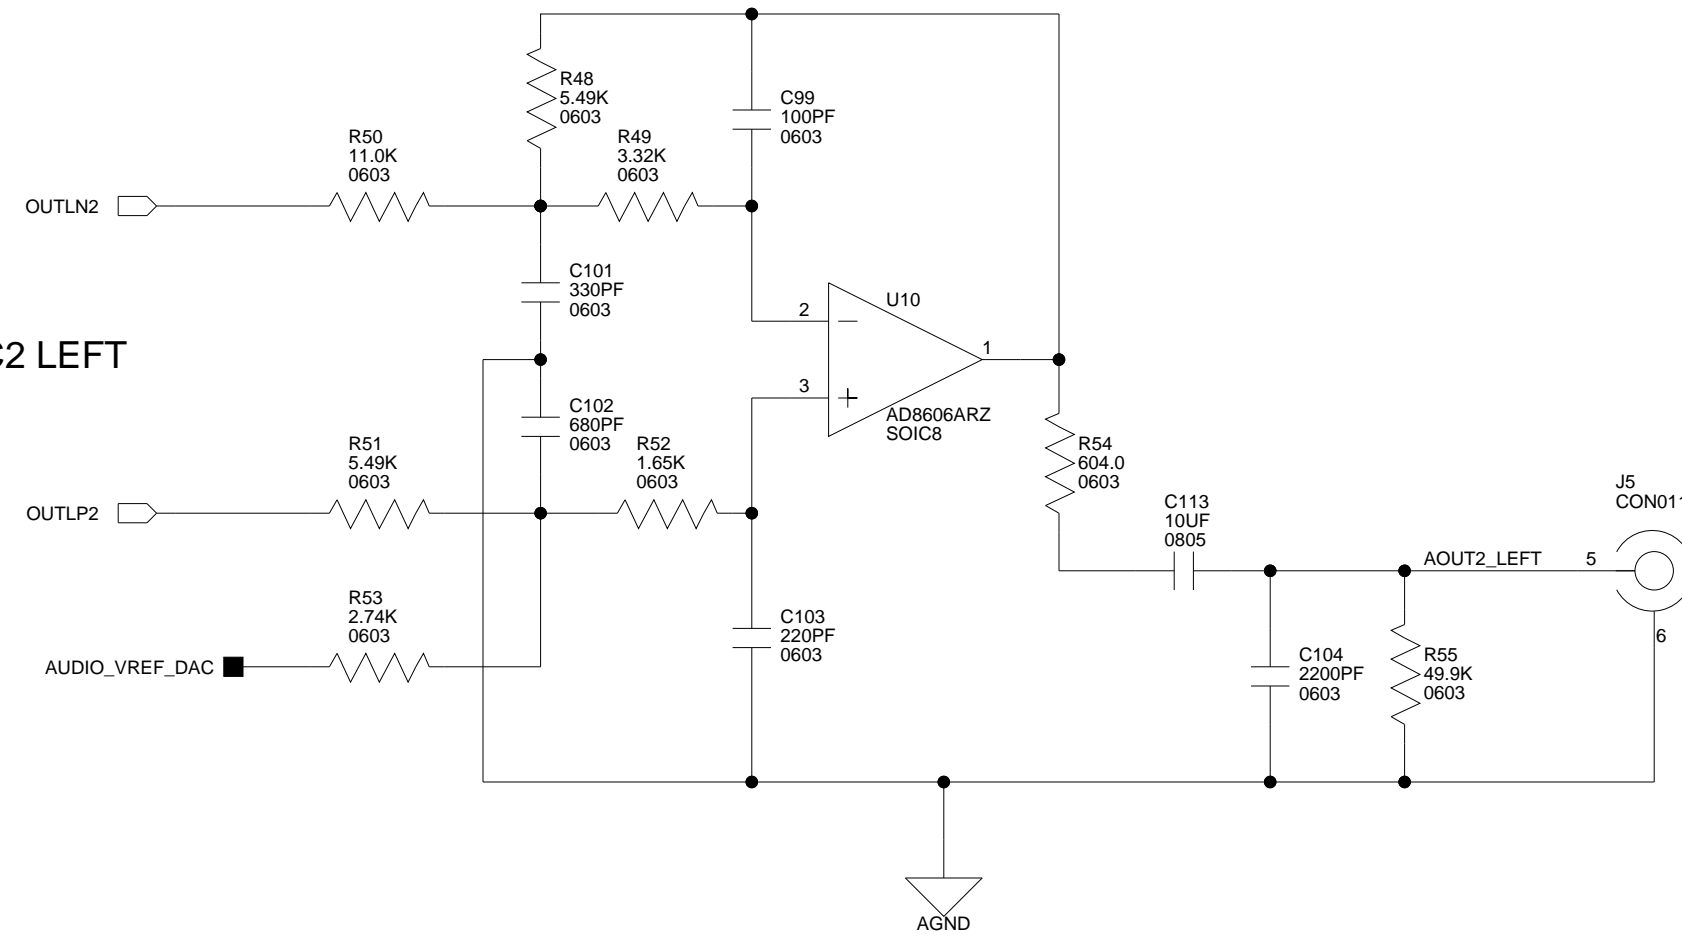 R48
5.49K
0603
C99
100PF
0603
R50
11.0K
0603
R49
3.32K
0603
OUTLN2
C101
330PF
0603
2
U10
1
C2 LEFT
3
AD8606ARZ
SOIC8
C102
680PF
0603
R51
5.49K
0603
R52
1.65K
0603
OUTLP2
R54
604.0
0603
C113
10UF
0805
J5
CON011
AOUT2_LEFT
5
6
R53
2.74K
0603
AUDIO_VREF_DAC
C103
220PF
0603
C104
2200PF
0603
R55
49.9K
0603
AGND